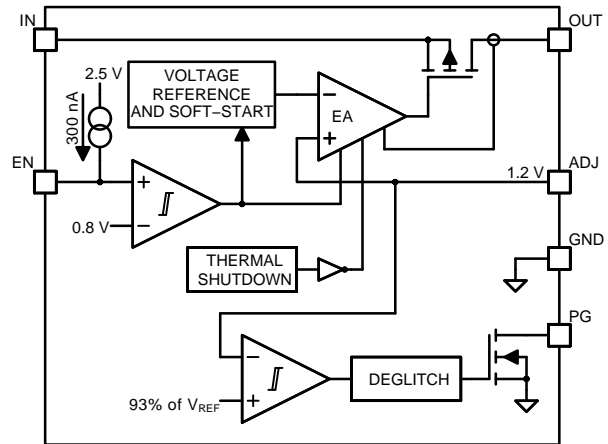 IN
OUT
2.5 V
VOLTAGE
REFERENCE
AND SOFT−START
−
EA
+
300 nA
EN
+
−
0.8 V
1.2 V
ADJ
THERMAL
SHUTDOWN
GND
PG
−
+
DEGLITCH
93% of VREF